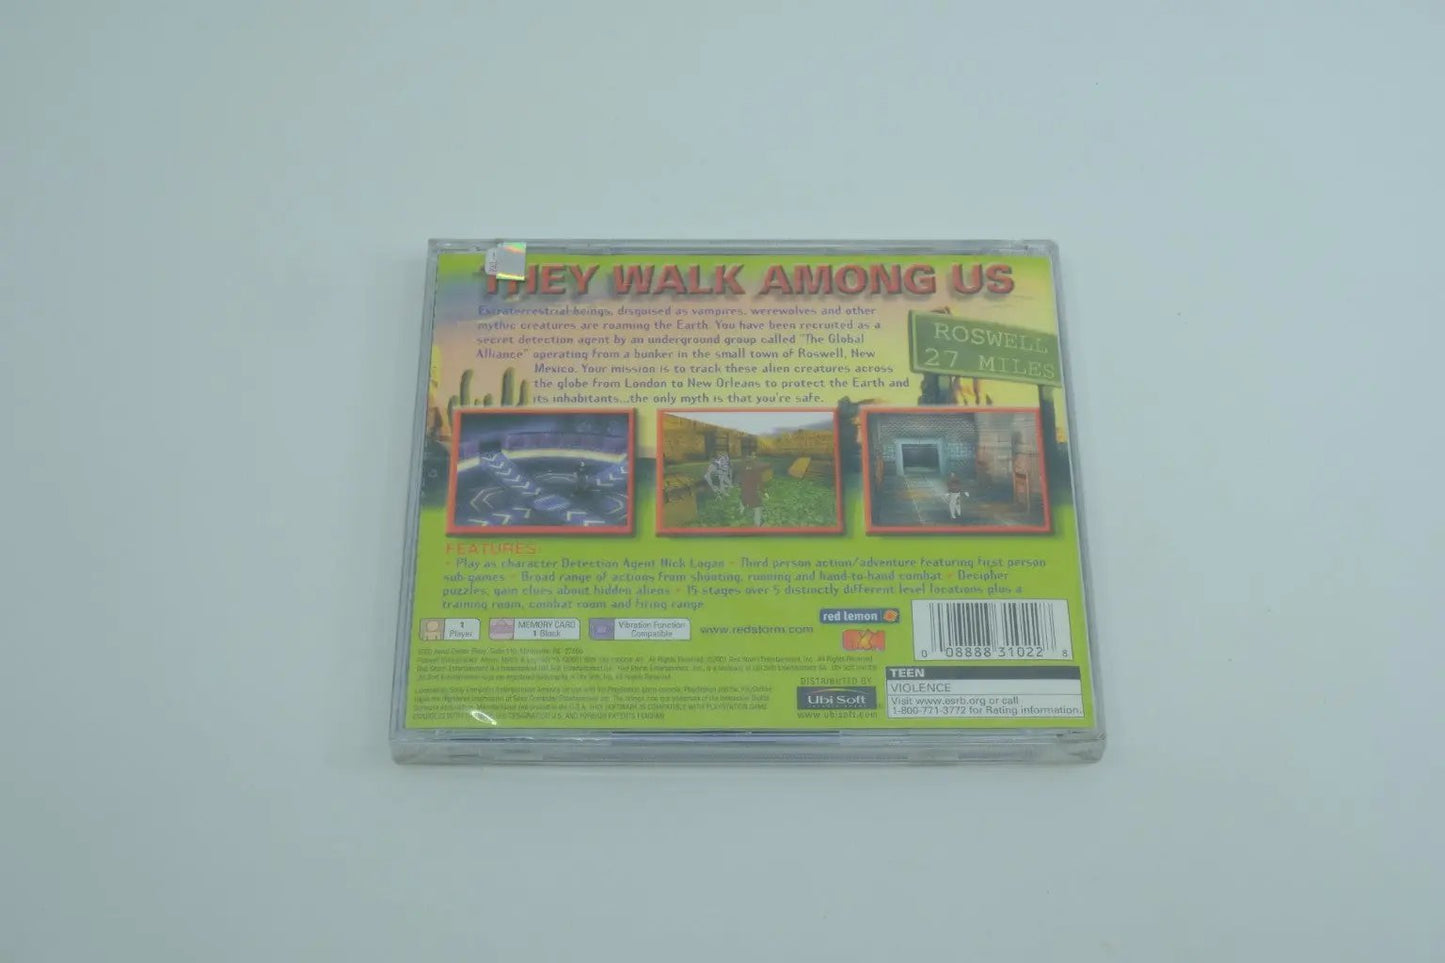 THEY WALK AMONG US
Extraterrestrial beings, disguised as vampires, werewolves and other
mythic creatures are roaming the Earth. You have been recruited as a
secret detection agent by an underground group called "The Global
Alliance" operating from a bunker in the small town of Roswell, New
Mexico. Your mission is to track these alien creatures across
the globe from London to New Orleans to protect the Earth and
its inhabitants...the only myth is that you're safe.
ROSWELL
27 MILES
FEATURES:
• Play as character Detection Agent Nick Logan • Third person action/adventure featuring first person
sub-games • Broad range of actions from shooting, running and hand-to-hand combat • Decipher
puzzles, gain clues about hidden aliens • 15 stages over 5 distinctly different level locations plus a
training room, combat room and firing range
1
Player
MEMORY CARD
1 Block
Vibration Function
Compatible
www.redstorm.com
red lemon
0 08888 31022 8
DISTRIBUTED BY
Ubi Soft
www.ubisoft.com
TEEN
VIOLENCE
Visit www.esrb.org or call
1-800-771-3772 for Rating information.